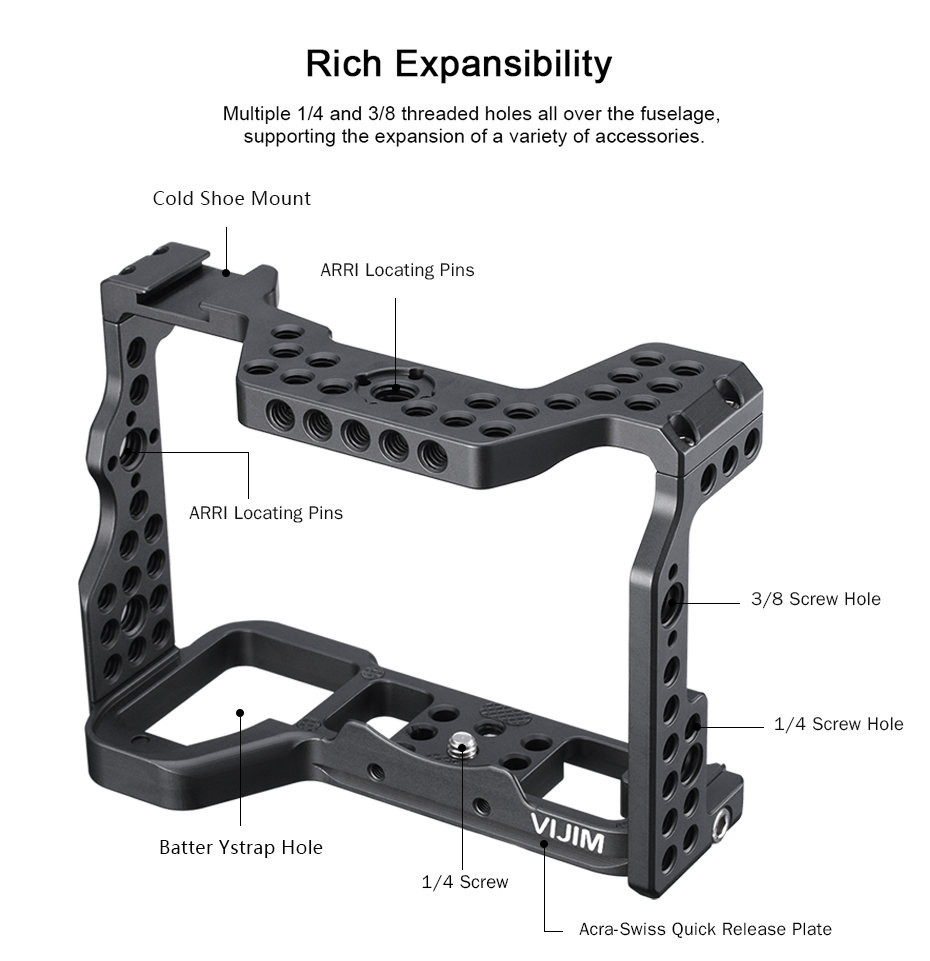 Rich Expansibility
Multiple 1/4 and 3/8 threaded holes all over the fuselage,
supporting the expansion of a variety of accessories.
Cold Shoe Mount
ARRI Locating Pins
ARRI Locating Pins
3/8 Screw Hole
1/4 Screw Hole
VIJIM
Batter Ystrap Hole
1/4 Screw
Acra-Swiss Quick Release Plate